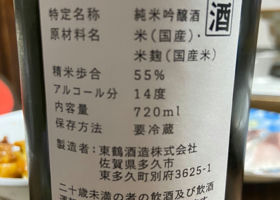 酒
特定名称　純米吟醸酒
原材料名　米(国産)・
米麹(国産米)
精米歩合　55%
アルコール分　14度
内容量　720ml
保存方法　要冷蔵
製造者：東鶴酒造株式会社
佐賀県多久市
東多久町別府3625-1
二十歳未満の者の飲酒及び飲酒